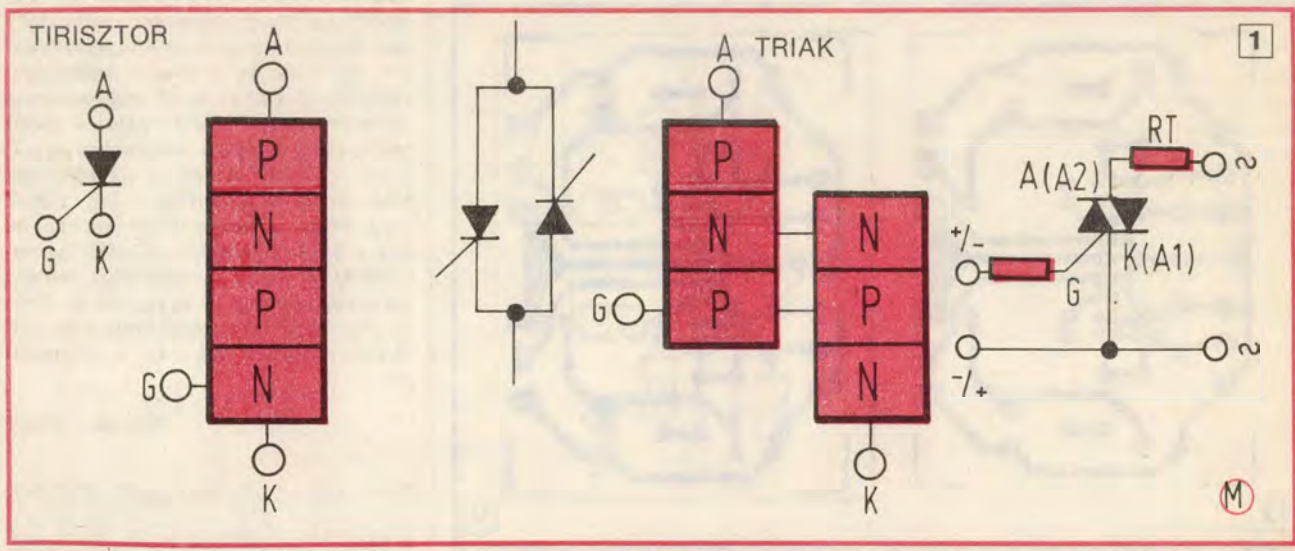 TIRISZTOR
A
G
K
A
P
N
P
N
G
K
TRIAK
A
P
N
P
G
N
P
N
K
1
RT
A(A2)
K(A1)
G
+/-
-/+
~
~
M